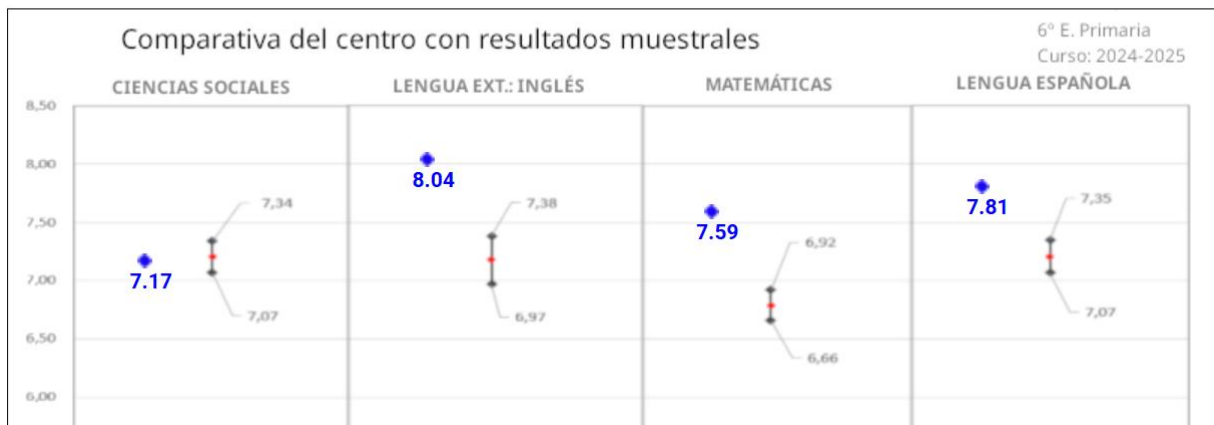 Comparativa del centro con resultados muestrales
6º E. Primaria
Curso: 2024-2025
CIENCIAS SOCIALES
LENGUA EXT.: INGLÉS
MATEMÁTICAS
LENGUA ESPAÑOLA
8,50
8,00
7,50
7,00
6,50
6,00
7.17
7,34
7,07
8.04
7,38
6,97
7.59
6,92
6,66
7.81
7,35
7,07